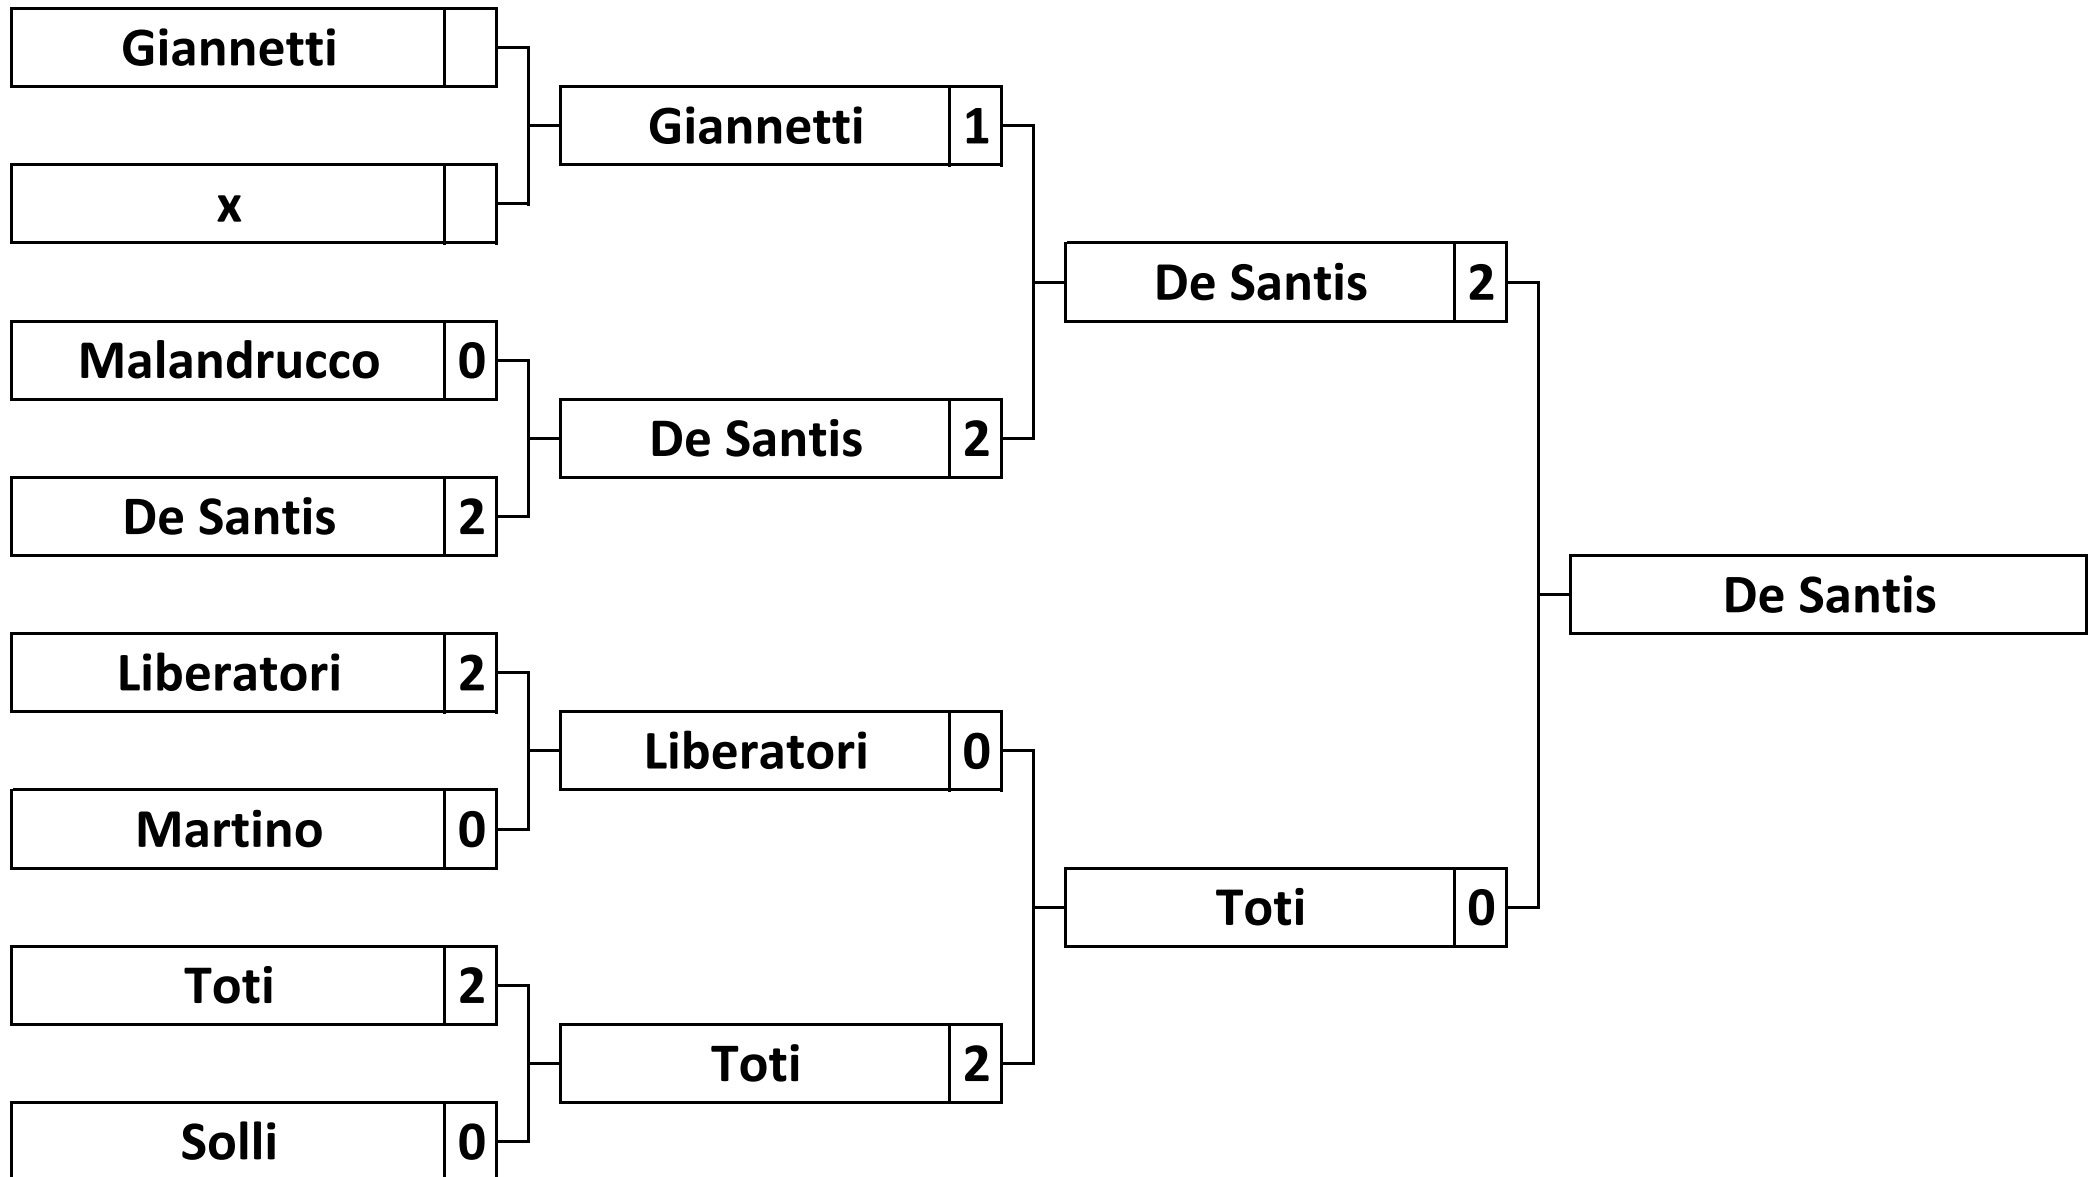 Giannetti
Giannetti 1
x
De Santis 2
Malandrucco 0
De Santis 2
De Santis 2
De Santis
Liberatori 2
Liberatori 0
Martino 0
Toti 0
Toti 2
Toti 2
Solli 0